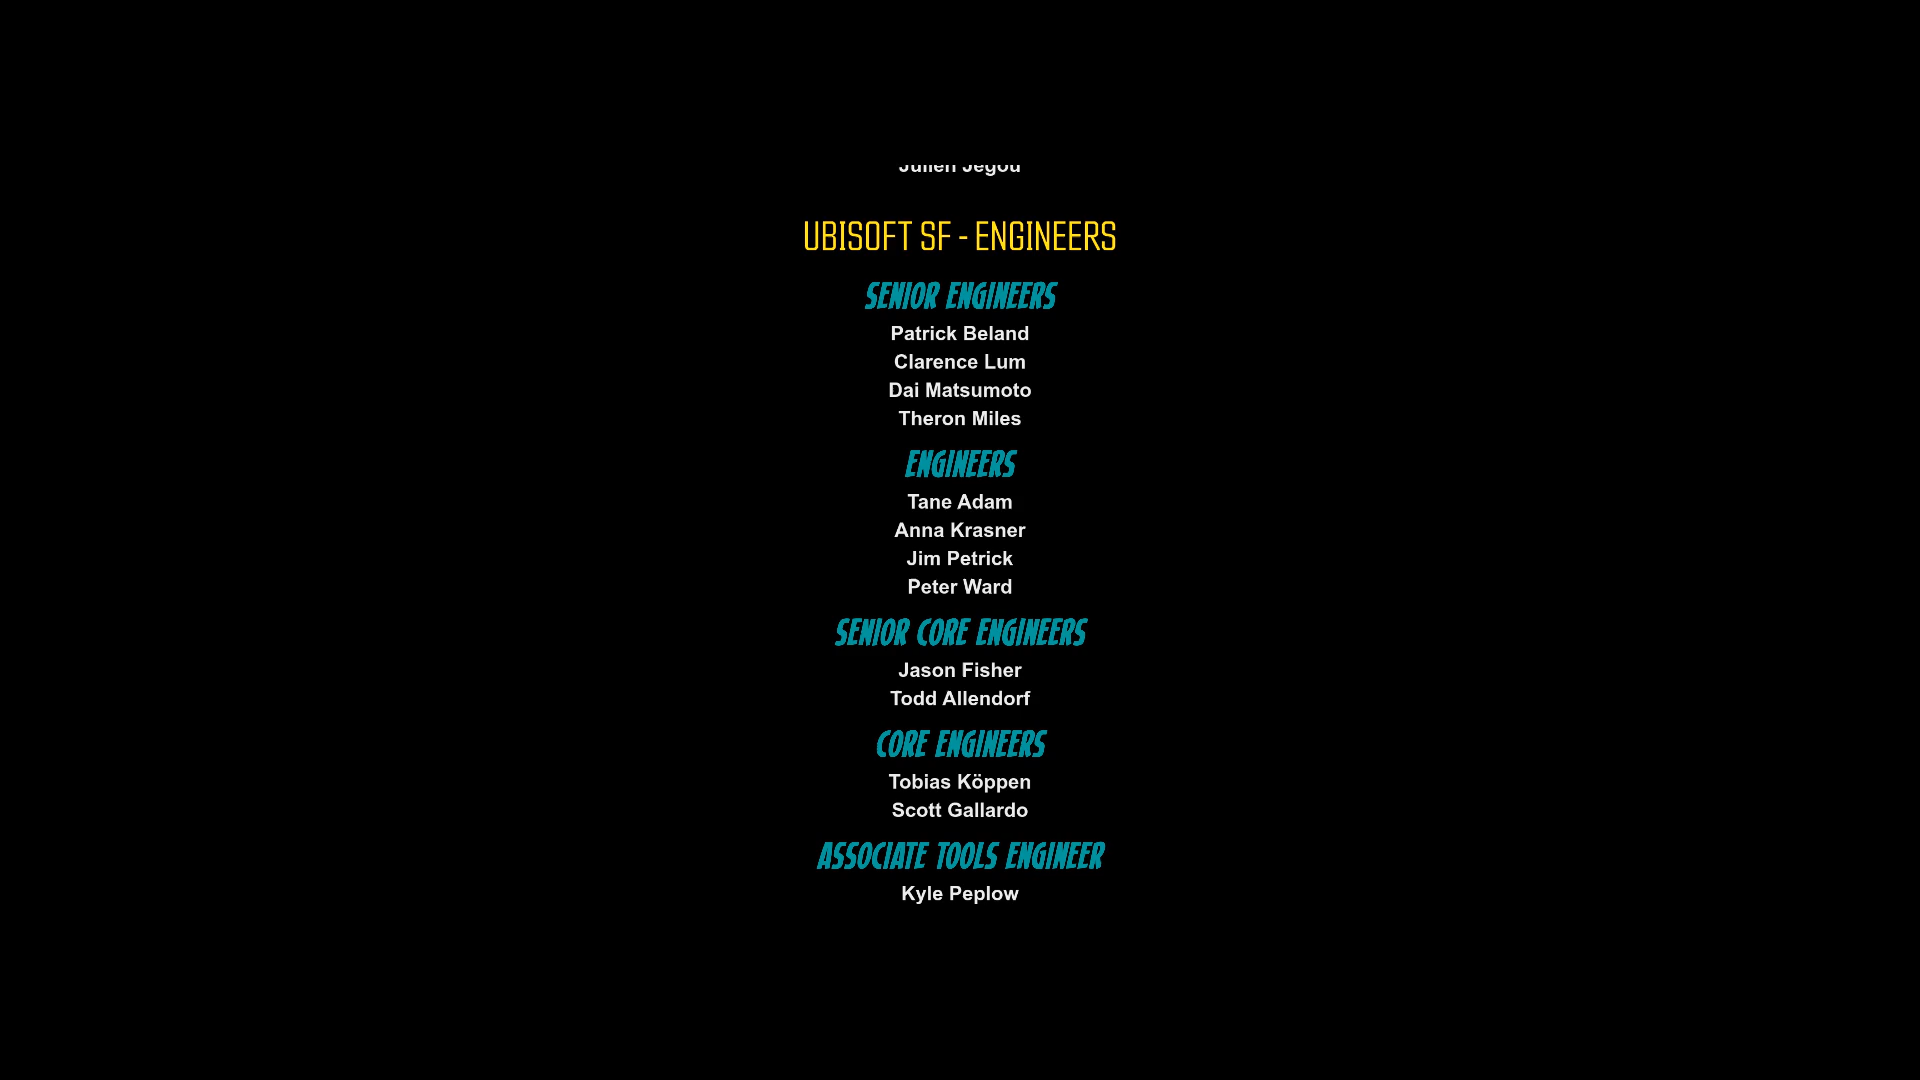 Julien Jegou
UBISOFT SF - ENGINEERS
SENIOR ENGINEERS
Patrick Beland
Clarence Lum
Dai Matsumoto
Theron Miles
ENGINEERS
Tane Adam
Anna Krasner
Jim Petrick
Peter Ward
SENIOR CORE ENGINEERS
Jason Fisher
Todd Allendorf
CORE ENGINEERS
Tobias Köppen
Scott Gallardo
ASSOCIATE TOOLS ENGINEER
Kyle Peplow